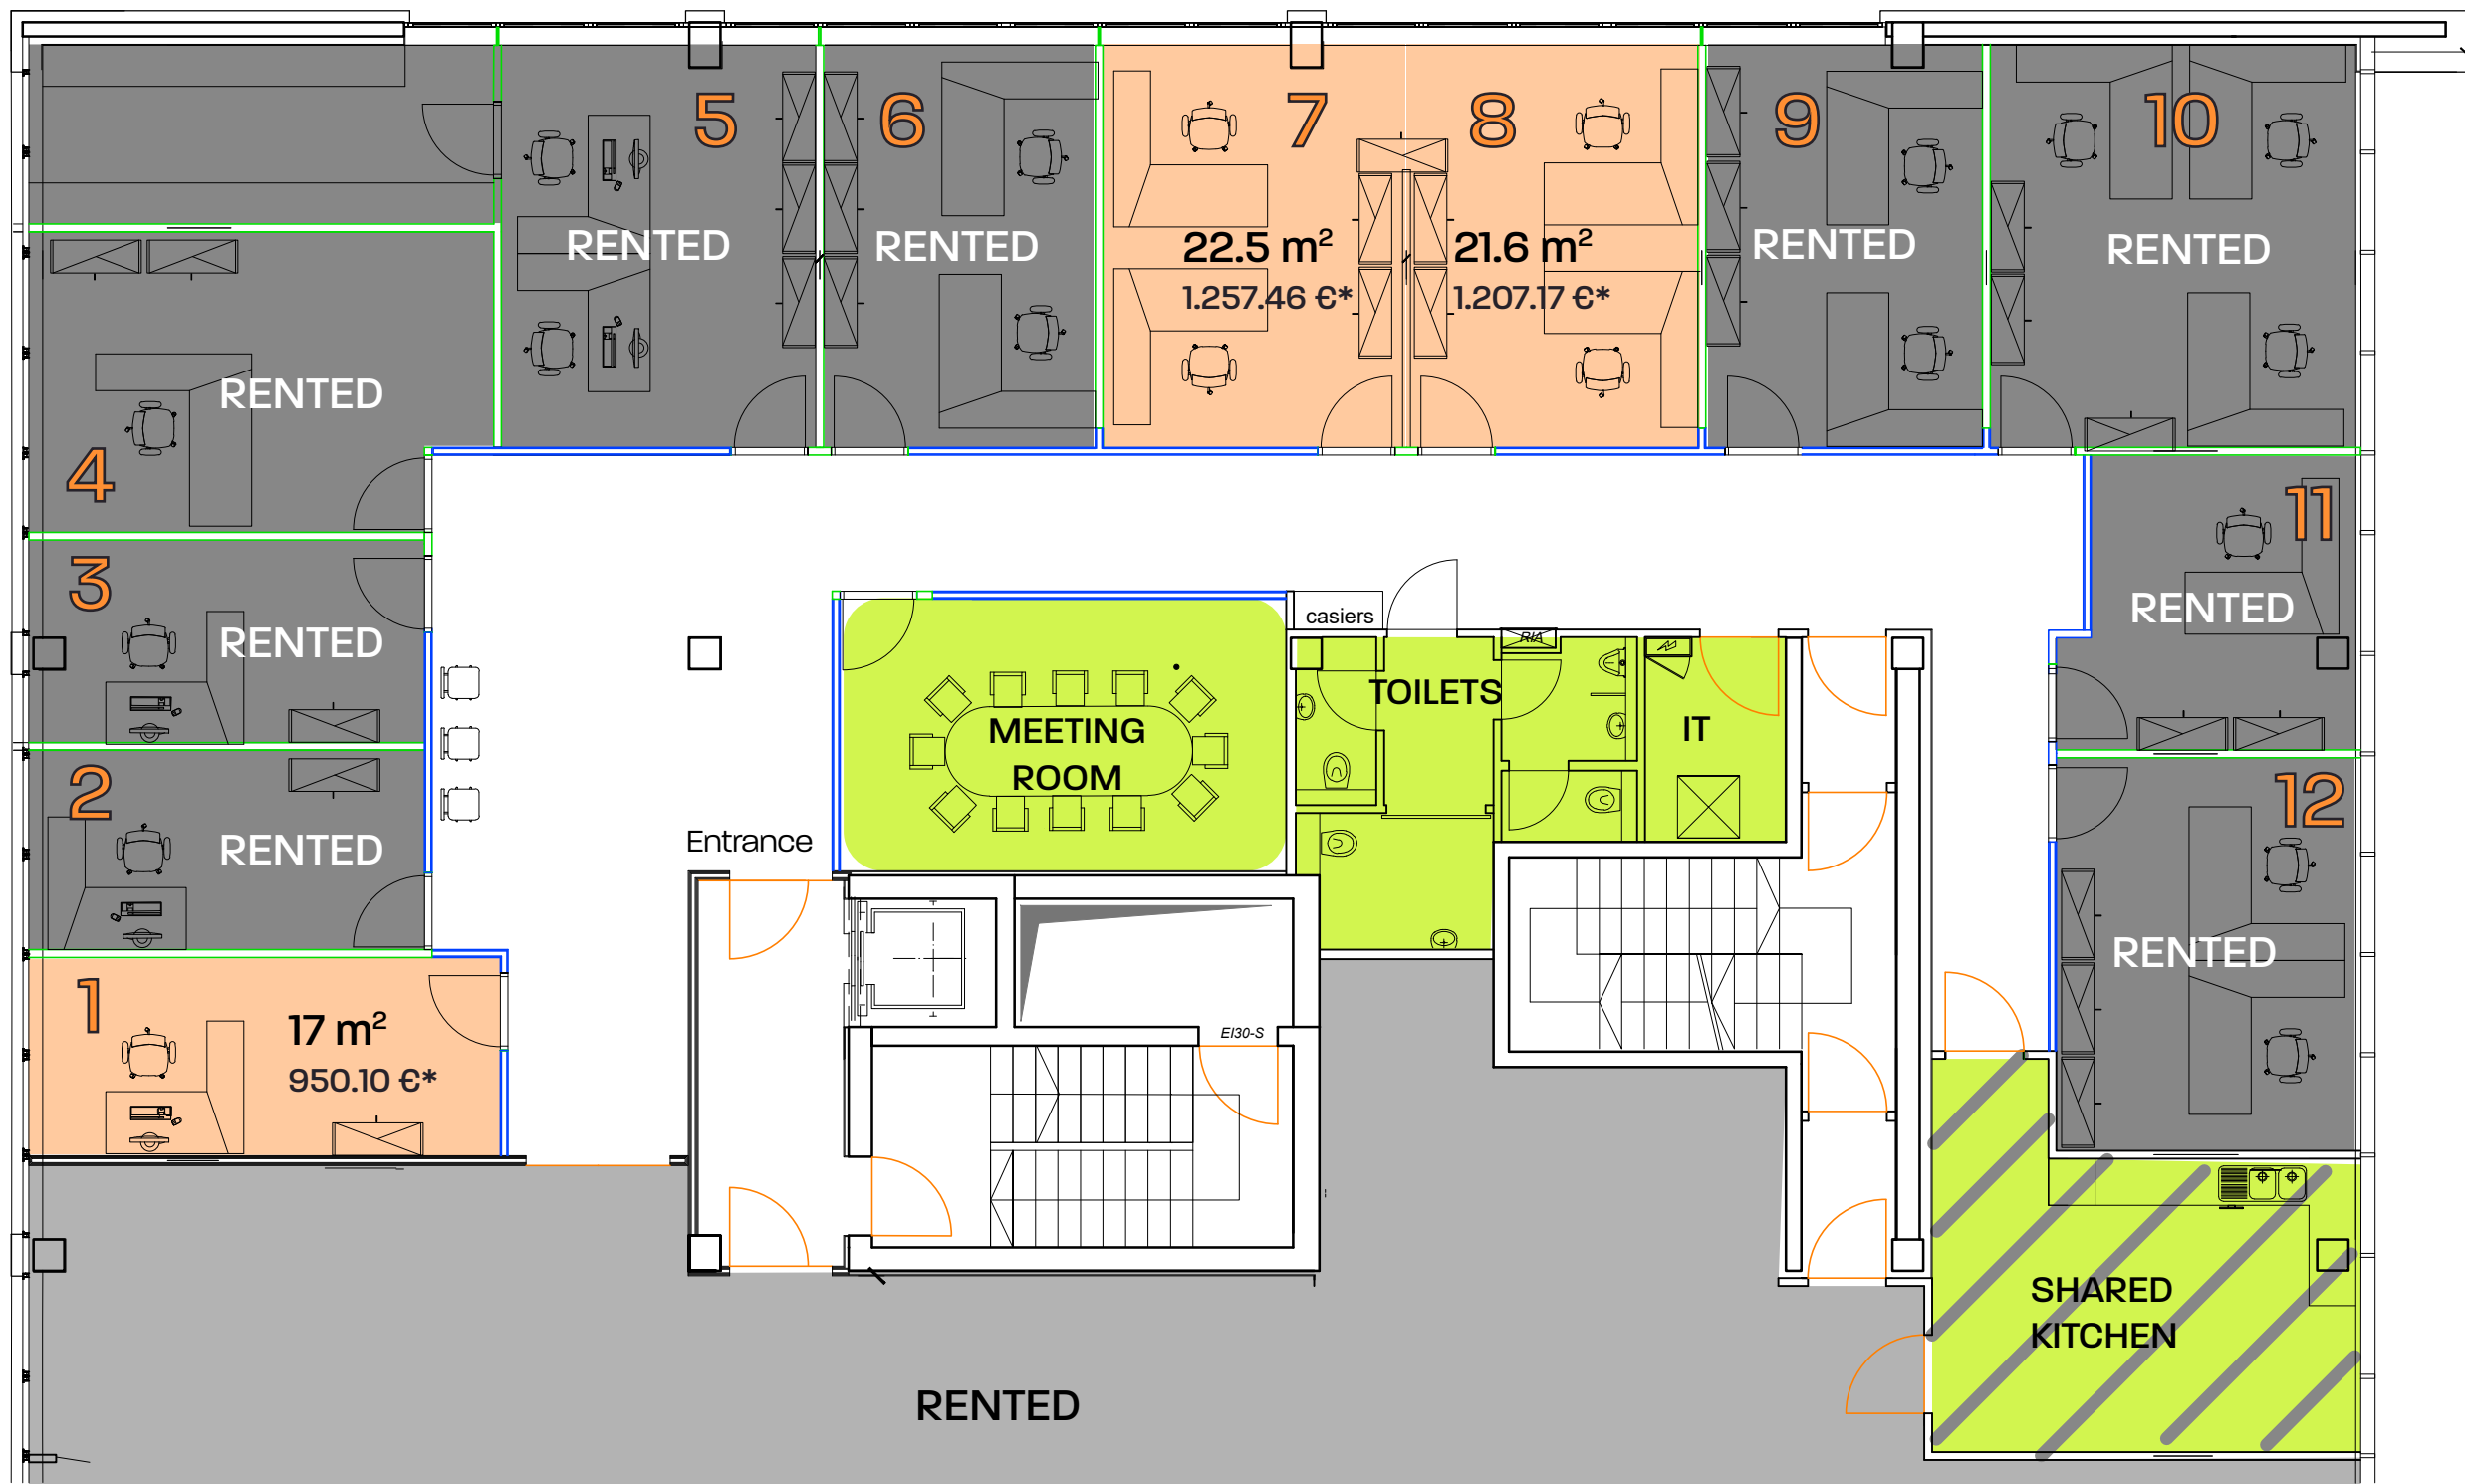 5
6
7
8
9
10
RENTED
RENTED
22.5 m²
1.257.46 €*
21.6 m²
1.207.17 €*
RENTED
RENTED
RENTED
4
11
3
RENTED
RENTED
casiers
RIA
TOILETS
IT
MEETING
ROOM
2
RENTED
Entrance
12
RENTED
1
17 m²
950.10 €*
EI30-S
SHARED
KITCHEN
RENTED